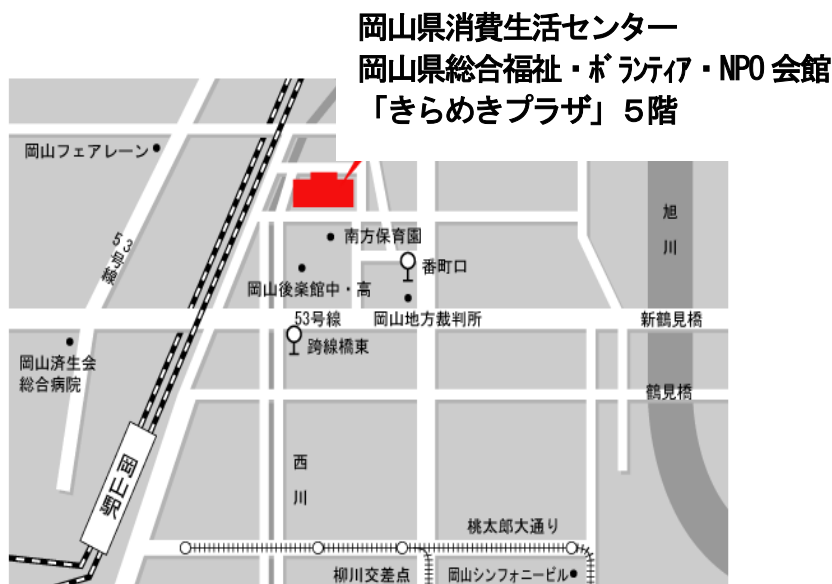 岡山県消費生活センター
岡山県総合福祉・ボランティア・NPO会館
「きらめきプラザ」５階
岡山フェアレーン
53号線
旭川
南方保育園
番町口
岡山後楽館中・高
53号線
岡山地方裁判所
新鶴見橋
跨線橋東
岡山済生会
総合病院
鶴見橋
岡山駅
西川
桃太郎大通り
柳川交差点
岡山シンフォニービル